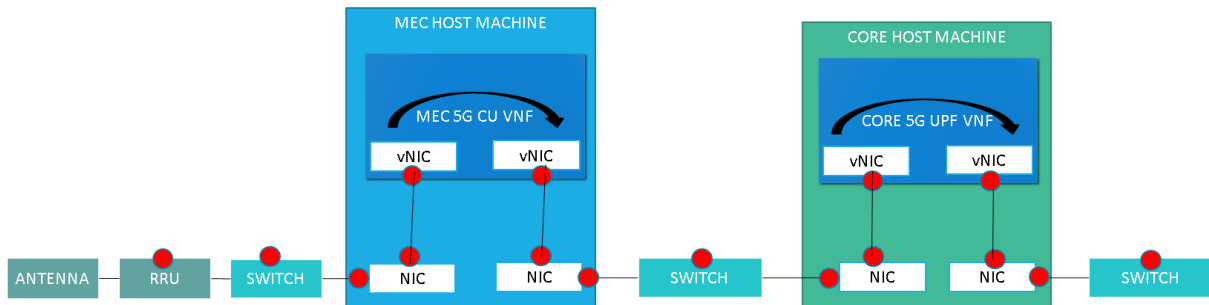 MEC HOST MACHINE
CORE HOST MACHINE
MEC 5G CU VNF
CORE 5G UPF VNF
vNIC
vNIC
vNIC
vNIC
ANTENNA
RRU
SWITCH
NIC
NIC
SWITCH
NIC
NIC
SWITCH